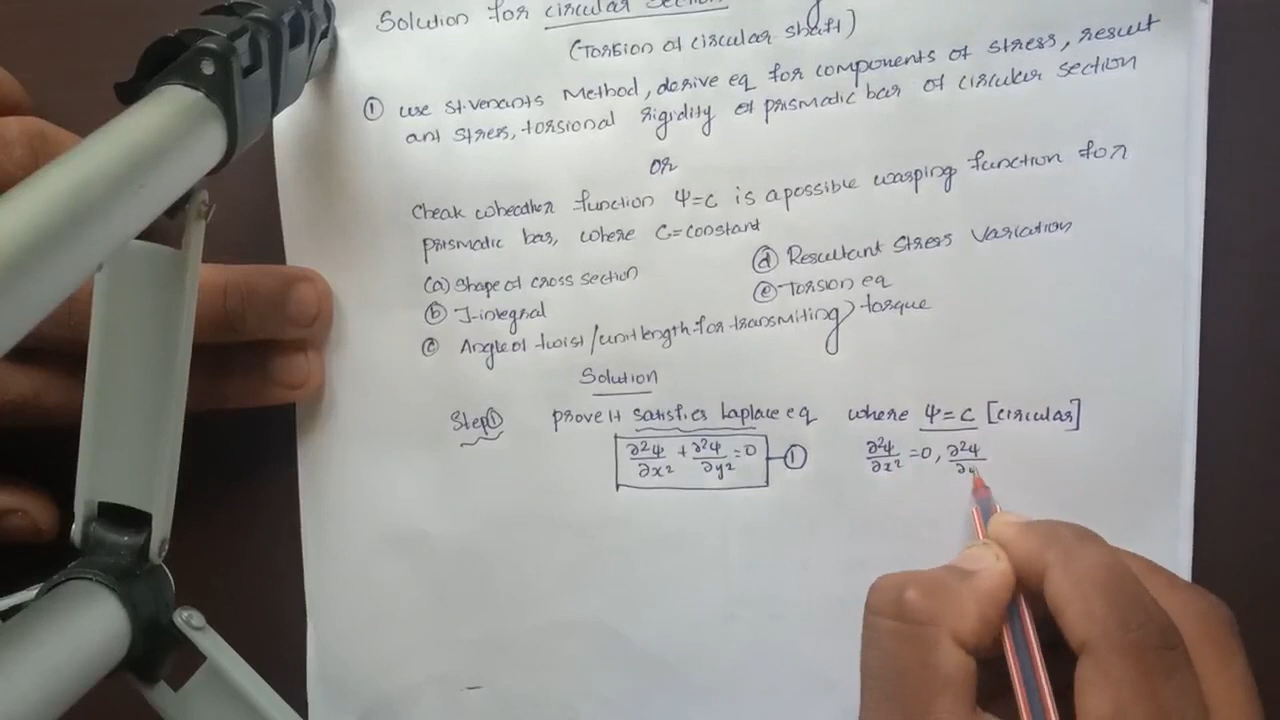 Solution for circular section
(Torsion of circular shaft)
① use st.venants Method, derive eq for components of stress, result
ant stress, torsional rigidity of prismatic bar of circular section
OR
Cheak wheather function Ψ=C is a possible warping function for
prismatic bar, where C=constant
(a) shape of cross section
ⓑ J-integral
ⓒ Angle of twist/unit length for transmiting torque
ⓓ Resultant Stress Variation
ⓔ Torsion eq
Solution
Step① prove it satisfies Laplace eq where Ψ=C [circular]
∂²Ψ/∂x² + ∂²Ψ/∂y² = 0 —① ∂²Ψ/∂x² = 0, ∂²Ψ/∂y